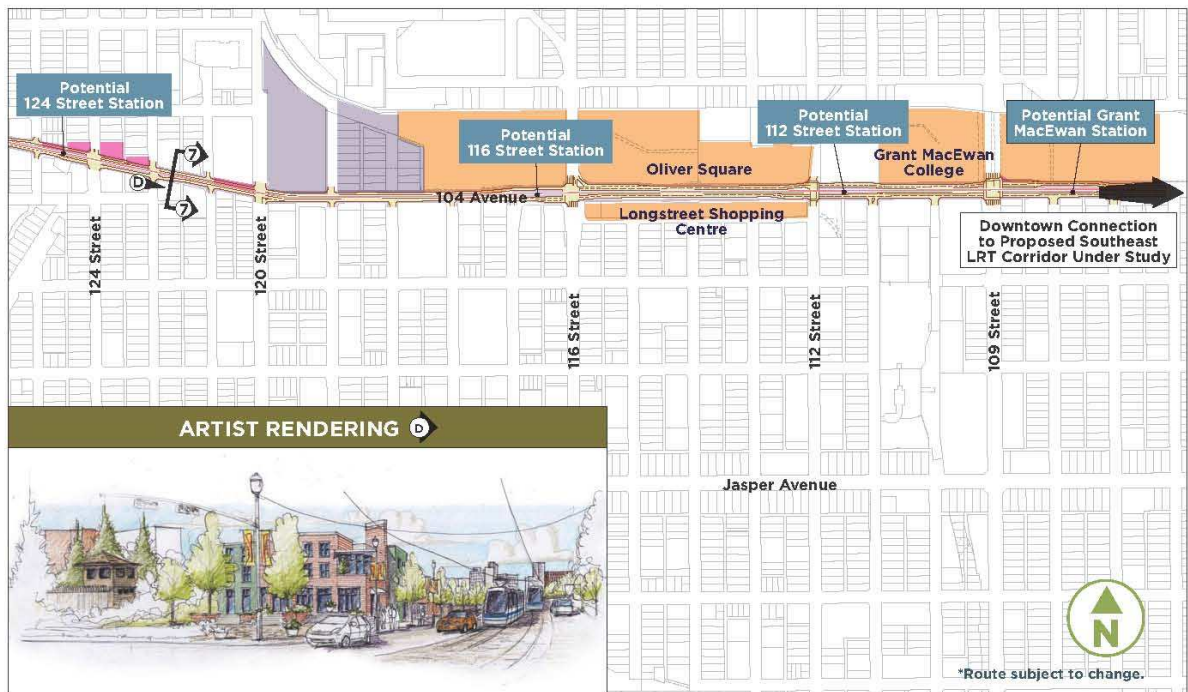 Potential
124 Street Station
Potential
116 Street Station
Potential
112 Street Station
Potential Grant
MacEwan Station
Oliver Square
Grant MacEwan
College
7
D
7
104 Avenue
Longstreet Shopping
Centre
Downtown Connection
to Proposed Southeast
LRT Corridor Under Study
124 Street
120 Street
116 Street
112 Street
109 Street
ARTIST RENDERING D
Jasper Avenue
N
*Route subject to change.